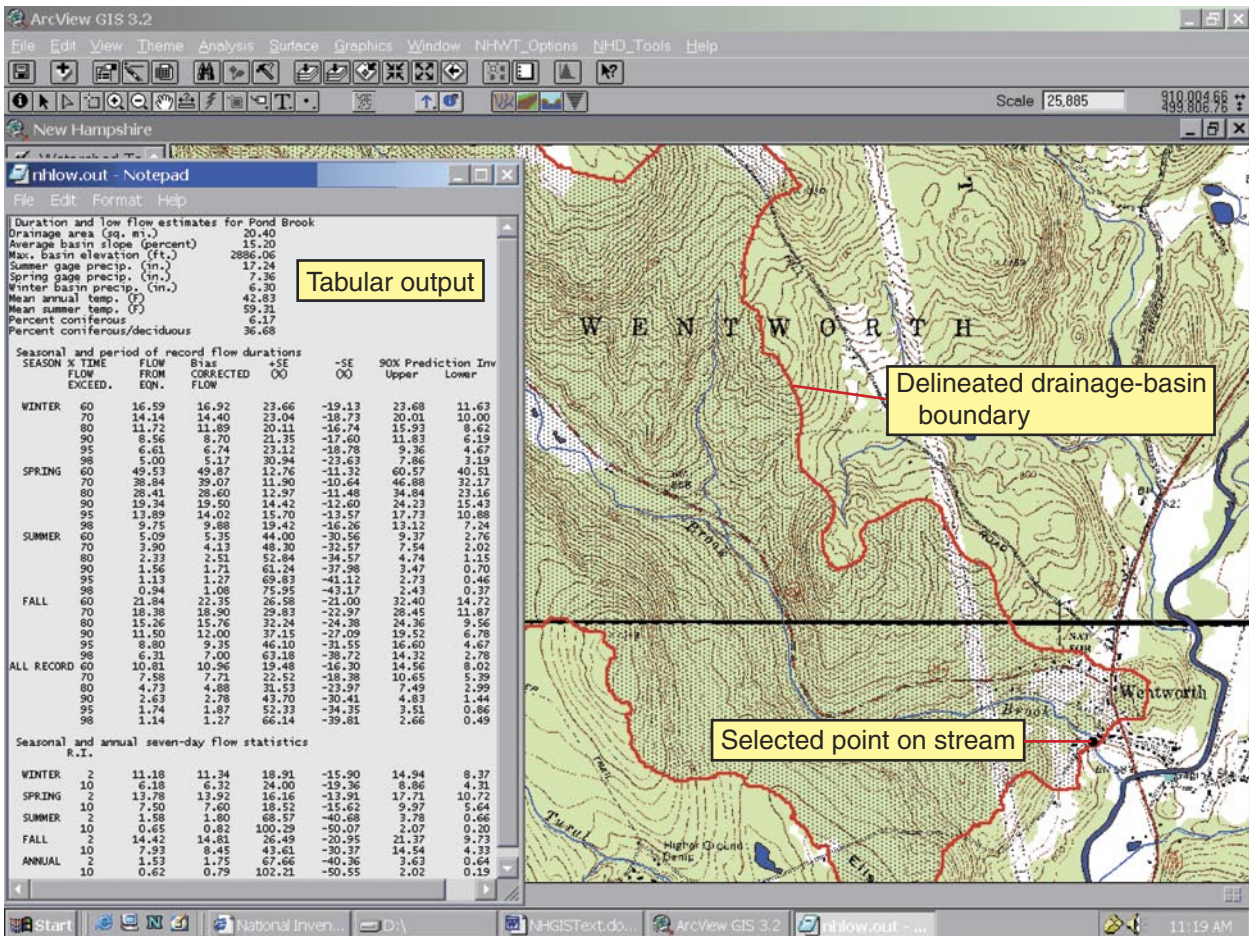 ArcView GIS 3.2
File Edit View Theme Analysis Surface Graphics Window NHWT_Options NHD_Tools Help
Scale 25,885
910,004.66
499,806.76
New Hampshire
nhlow.out - Notepad
File Edit Format Help
Duration and low flow estimates for Pond Brook
Drainage area (sq. mi.) 20.40
Average basin slope (percent) 15.20
Max. basin elevation (ft.) 2886.06
Summer gage precip. (in.) 17.24
Spring gage precip. (in.) 7.36
Winter basin precip. (in.) 6.30
Mean annual temp. (F) 42.83
Mean summer temp. (F) 59.31
Percent coniferous 6.17
Percent coniferous/deciduous 36.68
Seasonal and period of record flow durations
SEASON % TIME FLOW Bias +SE -SE 90% Prediction Inv
FLOW FROM CORRECTED (%) (%) Upper Lower
EXCEED. EQN. FLOW
WINTER 60 16.59 16.92 23.66 -19.13 23.68 11.63
70 14.14 14.40 23.04 -18.73 20.01 10.00
80 11.72 11.89 20.11 -16.74 15.93 8.62
90 8.56 8.70 21.35 -17.60 11.83 6.19
95 6.61 6.74 23.12 -18.78 9.36 4.67
98 5.00 5.17 30.94 -23.63 7.86 3.19
SPRING 60 49.53 49.87 12.76 -11.32 60.57 40.51
70 38.84 39.07 11.90 -10.64 46.88 32.17
80 28.41 28.60 12.97 -11.48 34.84 23.16
90 19.34 19.50 14.42 -12.60 24.23 15.43
95 13.89 14.02 15.70 -13.57 17.73 10.88
98 9.75 9.88 19.42 -16.26 13.12 7.24
SUMMER 60 5.09 5.35 44.00 -30.56 9.37 2.76
70 3.90 4.13 48.30 -32.57 7.54 2.02
80 2.33 2.51 52.84 -34.57 4.74 1.15
90 1.56 1.71 61.24 -37.98 3.47 0.70
95 1.13 1.27 69.83 -41.12 2.73 0.46
98 0.94 1.08 75.95 -43.17 2.43 0.37
FALL 60 21.84 22.35 26.58 -21.00 32.40 14.72
70 18.38 18.90 29.83 -22.97 28.45 11.87
80 15.26 15.76 32.24 -24.38 24.36 9.56
90 11.50 12.00 37.15 -27.09 19.52 6.78
95 8.80 9.35 46.10 -31.55 16.60 4.67
98 6.31 7.00 63.18 -38.72 14.32 2.78
ALL RECORD 60 10.81 10.96 19.48 -16.30 14.56 8.02
70 7.58 7.71 22.52 -18.38 10.65 5.39
80 4.73 4.88 31.53 -23.97 7.49 2.99
90 2.63 2.78 43.70 -30.41 4.83 1.44
95 1.74 1.87 52.33 -34.35 3.51 0.86
98 1.14 1.27 66.14 -39.81 2.66 0.49
Seasonal and annual seven-day flow statistics
R.I.
WINTER 2 11.18 11.34 18.91 -15.90 14.94 8.37
10 6.18 6.32 24.00 -19.36 8.86 4.31
SPRING 2 13.78 13.92 16.16 -13.91 17.71 10.72
10 7.50 7.60 18.52 -15.62 9.97 5.64
SUMMER 2 1.58 1.80 68.57 -40.68 3.78 0.66
10 0.65 0.82 100.29 -50.07 2.07 0.20
FALL 2 14.42 14.81 26.49 -20.95 21.37 9.73
10 7.93 8.45 43.61 -30.37 14.54 4.33
ANNUAL 2 1.53 1.75 67.66 -40.36 3.63 0.64
10 0.62 0.79 102.21 -50.55 2.02 0.19
Tabular output
WENTWORTH
Delineated drainage-basin
boundary
Brook
Wentworth
Brook
Selected point on stream
Higher Ground
Start National Inven... D:\ NHGISText.do... ArcView GIS 3.2 nhlow.out - ... 11:19 AM